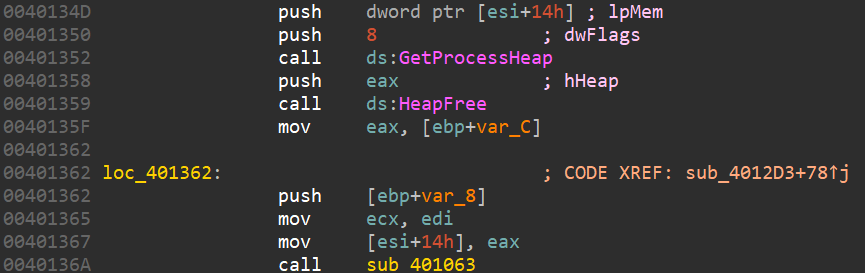 0040134D push dword ptr [esi+14h] ; lpMem
00401350 push 8 ; dwFlags
00401352 call ds:GetProcessHeap
00401358 push eax ; hHeap
00401359 call ds:HeapFree
0040135F mov eax, [ebp+var_C]
00401362
00401362 loc_401362: ; CODE XREF: sub_4012D3+78↑j
00401362 push [ebp+var_8]
00401365 mov ecx, edi
00401367 mov [esi+14h], eax
0040136A call sub_401063